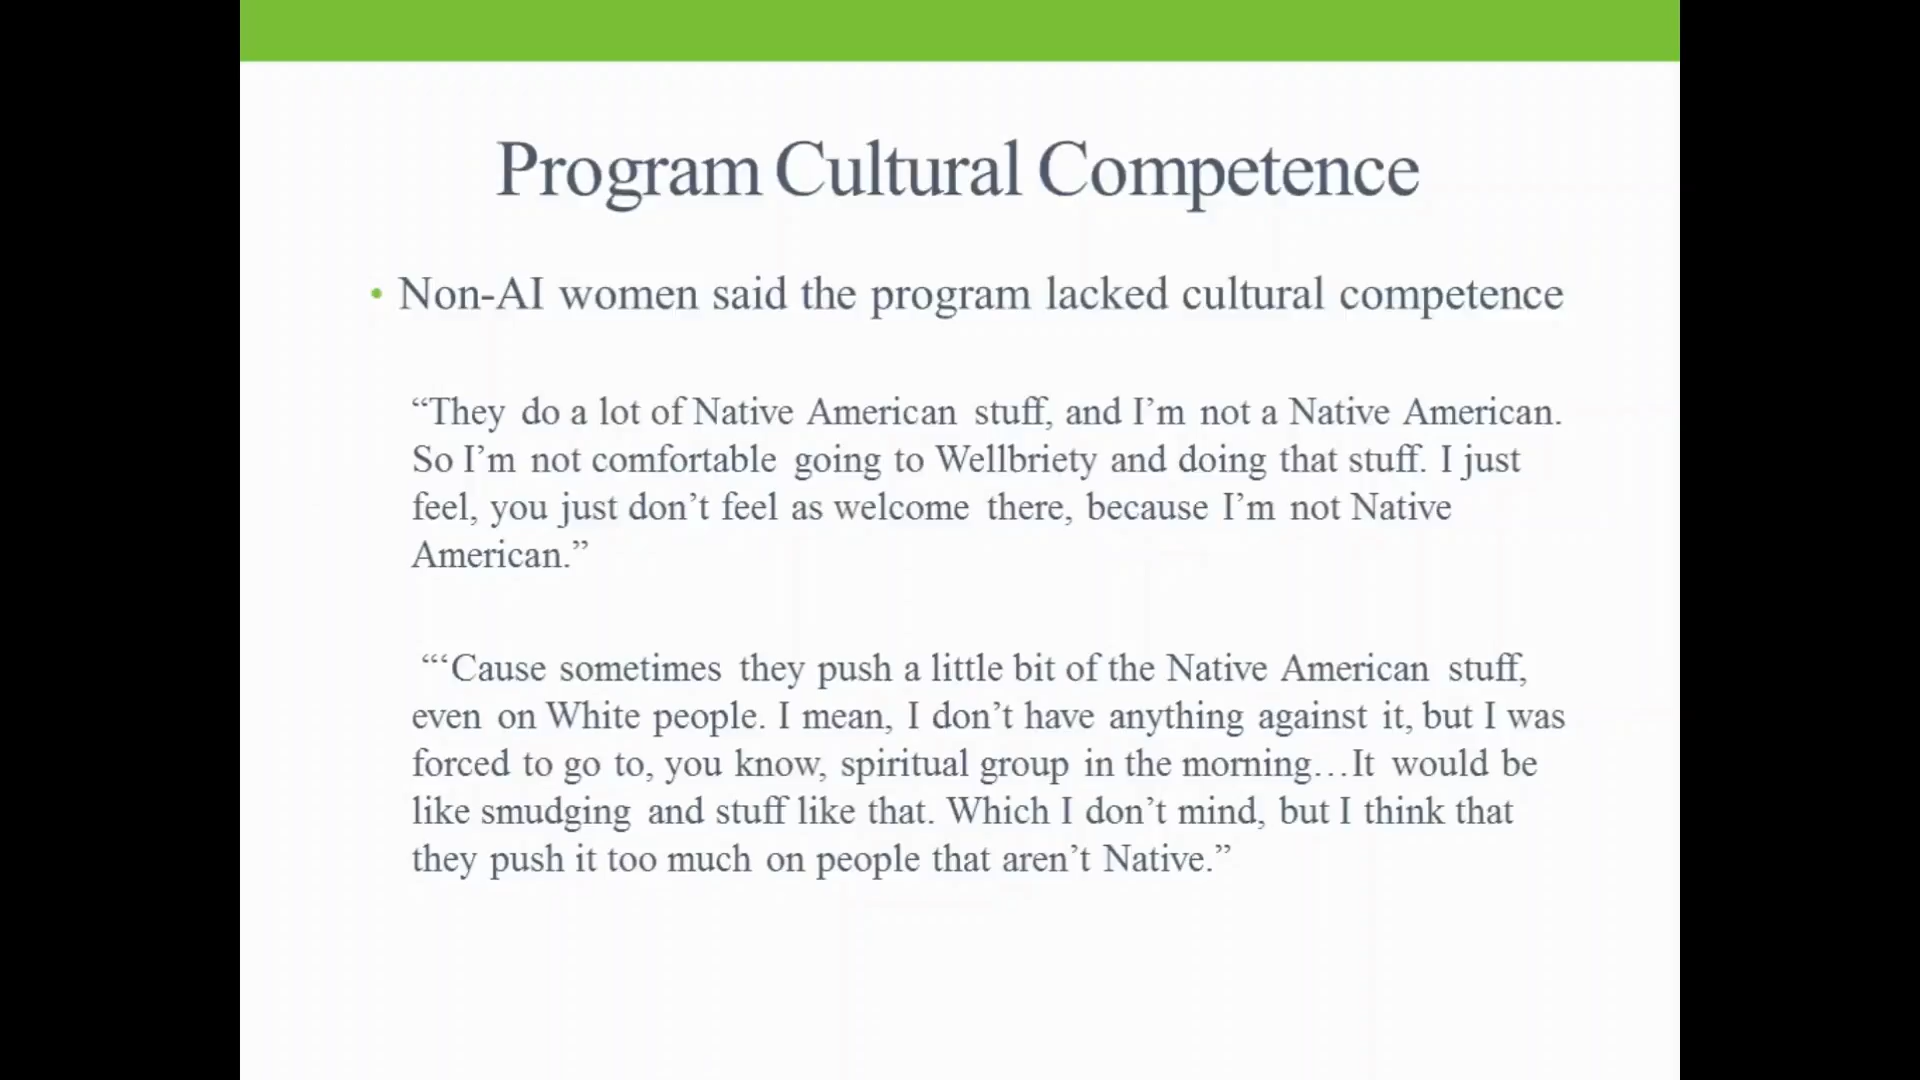 Program Cultural Competence
• Non-AI women said the program lacked cultural competence
“They do a lot of Native American stuff, and I’m not a Native American.
So I’m not comfortable going to Wellbriety and doing that stuff. I just
feel, you just don’t feel as welcome there, because I’m not Native
American.”
“‘Cause sometimes they push a little bit of the Native American stuff,
even on White people. I mean, I don’t have anything against it, but I was
forced to go to, you know, spiritual group in the morning…It would be
like smudging and stuff like that. Which I don’t mind, but I think that
they push it too much on people that aren’t Native.”